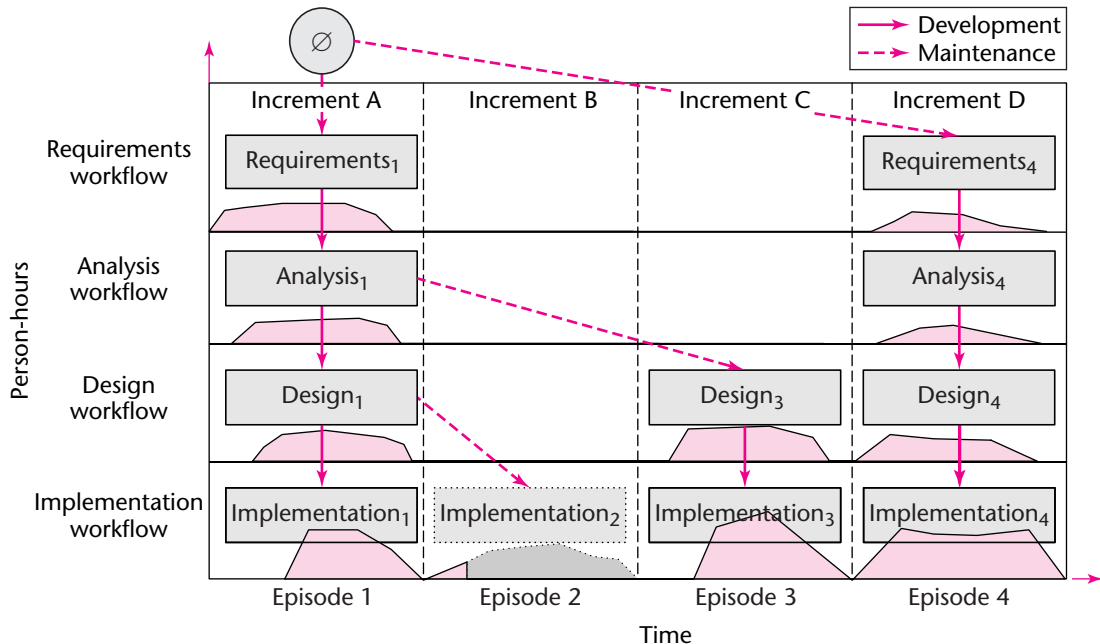 ∅
Development
Maintenance
Increment A
Increment B
Increment C
Increment D
Requirements
workflow
Requirements₁
Requirements₄
Analysis
workflow
Analysis₁
Analysis₄
Person-hours
Design
workflow
Design₁
Design₃
Design₄
Implementation
workflow
Implementation₁
Implementation₂
Implementation₃
Implementation₄
Episode 1
Episode 2
Episode 3
Episode 4
Time